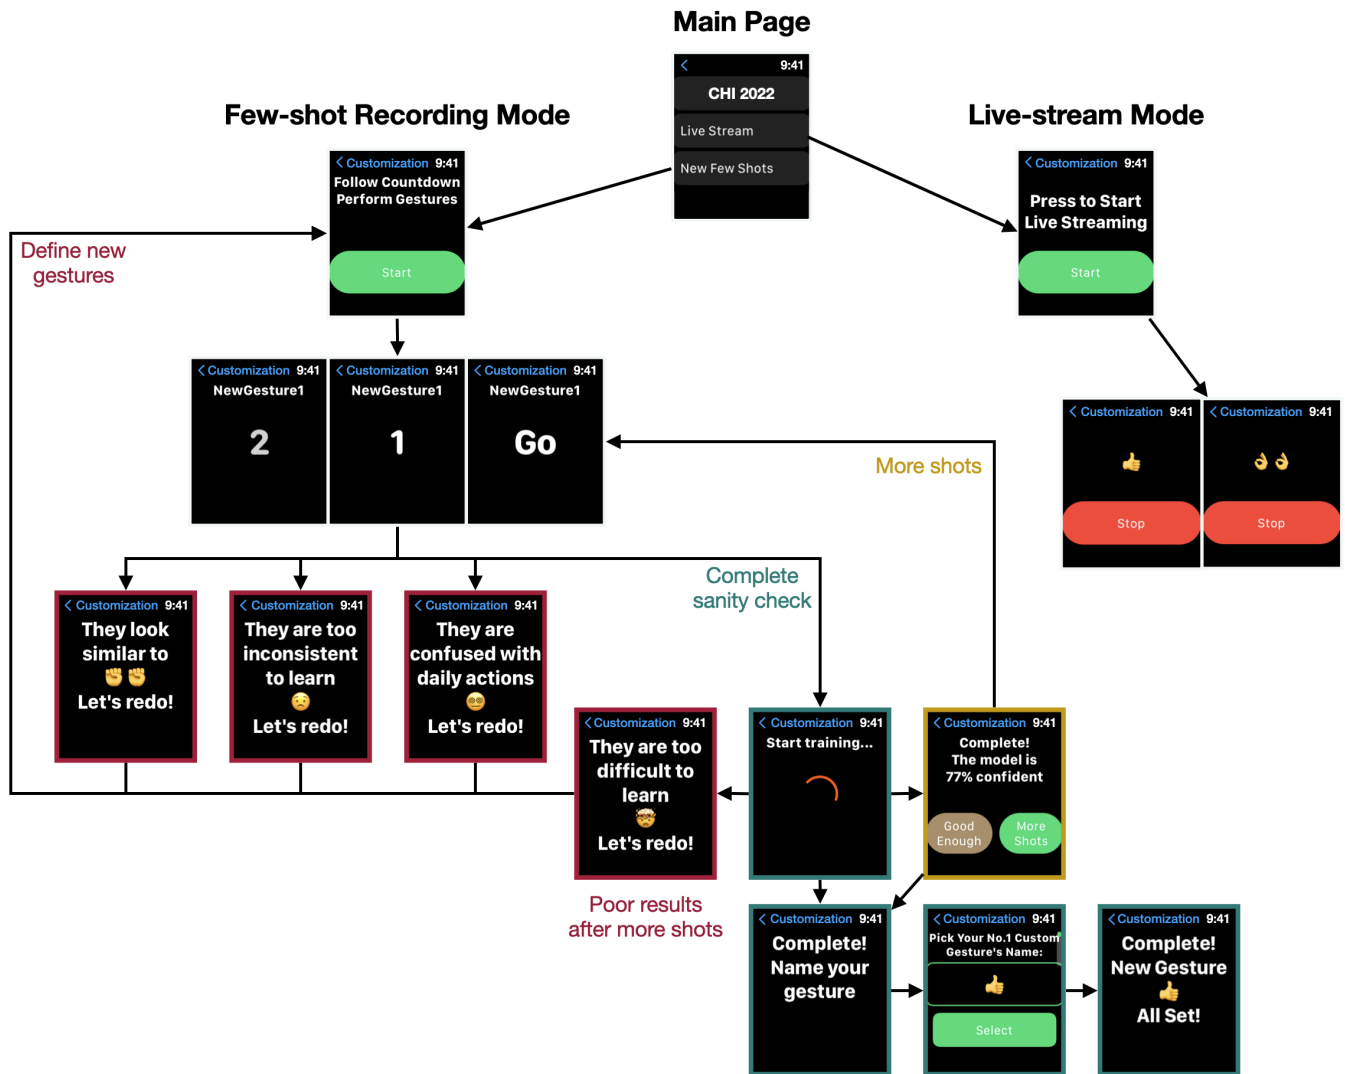 Main Page
9:41
CHI 2022
Live Stream
New Few Shots
Few-shot Recording Mode
Customization 9:41
Follow Countdown
Perform Gestures
Start
Live-stream Mode
Customization 9:41
Press to Start
Live Streaming
Start
Define new
gestures
Customization 9:41
NewGesture1
2
Customization 9:41
NewGesture1
1
Customization 9:41
NewGesture1
Go
Customization 9:41
👍
Stop
Customization 9:41
👌👌
Stop
More shots
Complete
sanity check
Customization 9:41
They look
similar to
✊✊
Let's redo!
Customization 9:41
They are too
inconsistent
to learn
😟
Let's redo!
Customization 9:41
They are
confused with
daily actions
😵‍💫
Let's redo!
Customization 9:41
They are too
difficult to
learn
🤯
Let's redo!
Customization 9:41
Start training...
Customization 9:41
Complete!
The model is
77% confident
Good
Enough
More
Shots
Poor results
after more shots
Customization 9:41
Complete!
Name your
gesture
Customization 9:41
Pick Your No.1 Custom
Gesture's Name:
👍
Select
Customization 9:41
Complete!
New Gesture
👍
All Set!